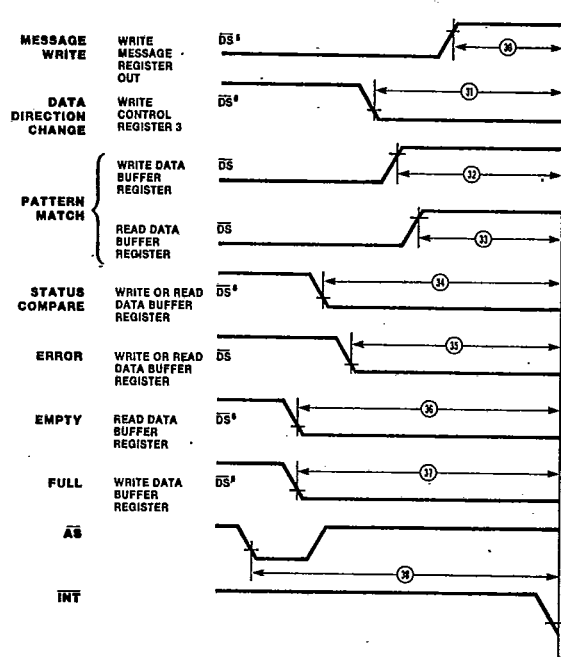 MESSAGE WRITE
WRITE MESSAGE REGISTER OUT
DS
30
DATA DIRECTION CHANGE
WRITE CONTROL REGISTER 3
DS
31
PATTERN MATCH
WRITE DATA BUFFER REGISTER
DS
32
READ DATA BUFFER REGISTER
DS
33
STATUS COMPARE
WRITE OR READ DATA BUFFER REGISTER
DS
34
ERROR
WRITE OR READ DATA BUFFER REGISTER
DS
35
EMPTY
READ DATA BUFFER REGISTER
DS
36
FULL
WRITE DATA BUFFER REGISTER
DS
37
AS
38
INT